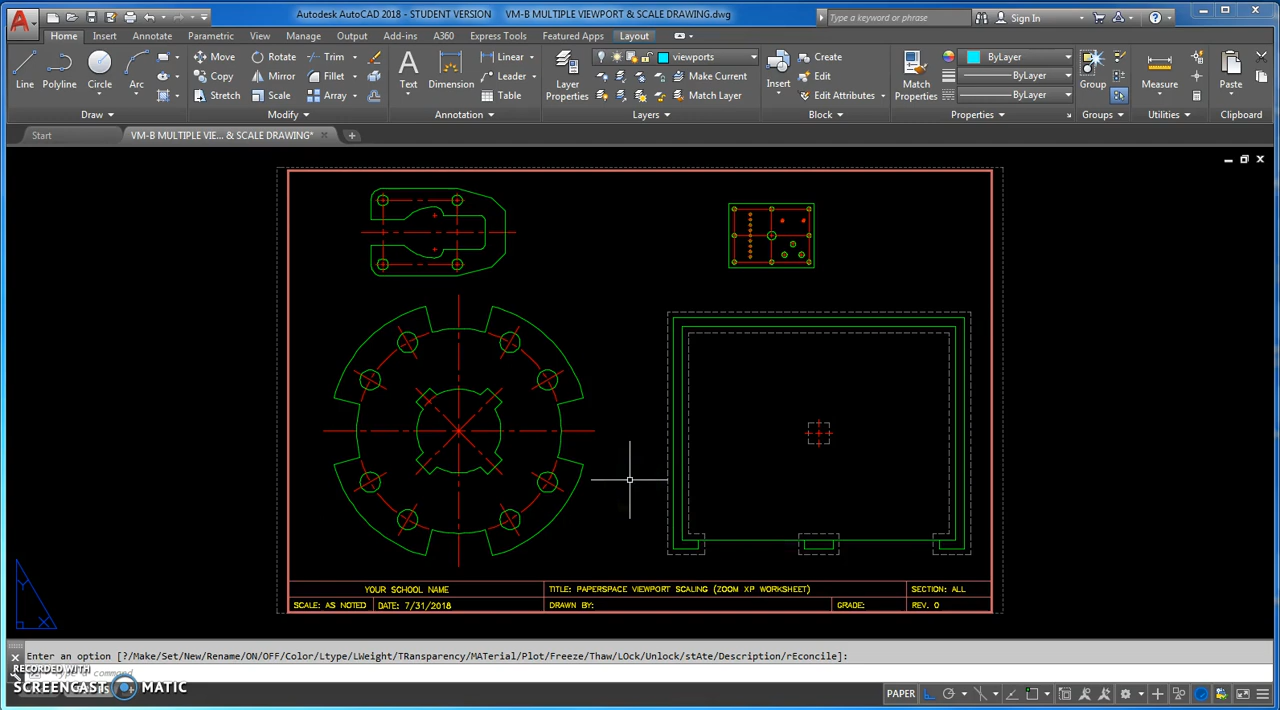 Autodesk AutoCAD 2018 - STUDENT VERSION VM-B MULTIPLE VIEWPORT & SCALE DRAWING.dwg
Type a keyword or phrase
Sign In
Home Insert Annotate Parametric View Manage Output Add-ins A360 Express Tools Featured Apps Layout
Line Polyline Circle Arc
Move Rotate Trim
Copy Mirror Fillet
Stretch Scale Array
Text Dimension
Linear
Leader
Table
Layer Properties
viewports
Make Current
Match Layer
Insert
Create
Edit
Edit Attributes
Match Properties
ByLayer
ByLayer
ByLayer
Group
Measure
Paste
Draw Modify Annotation Layers Block Properties Groups Utilities Clipboard
Start VM-B MULTIPLE VIE... & SCALE DRAWING*
YOUR SCHOOL NAME TITLE: PAPERSPACE VIEWPORT SCALING (ZOOM XP WORKSHEET) SECTION: ALL
SCALE: AS NOTED DATE: 7/31/2018 DRAWN BY: GRADE: REV. 0
Y
X
Enter an option [?/Make/Set/New/Rename/ON/OFF/Color/Ltype/LWeight/TRansparency/MATerial/Plot/Freeze/Thaw/LOck/Unlock/stAte/Description/rEconcile]:
RECORDED WITH
Type a command
SCREENCAST MATIC
PAPER